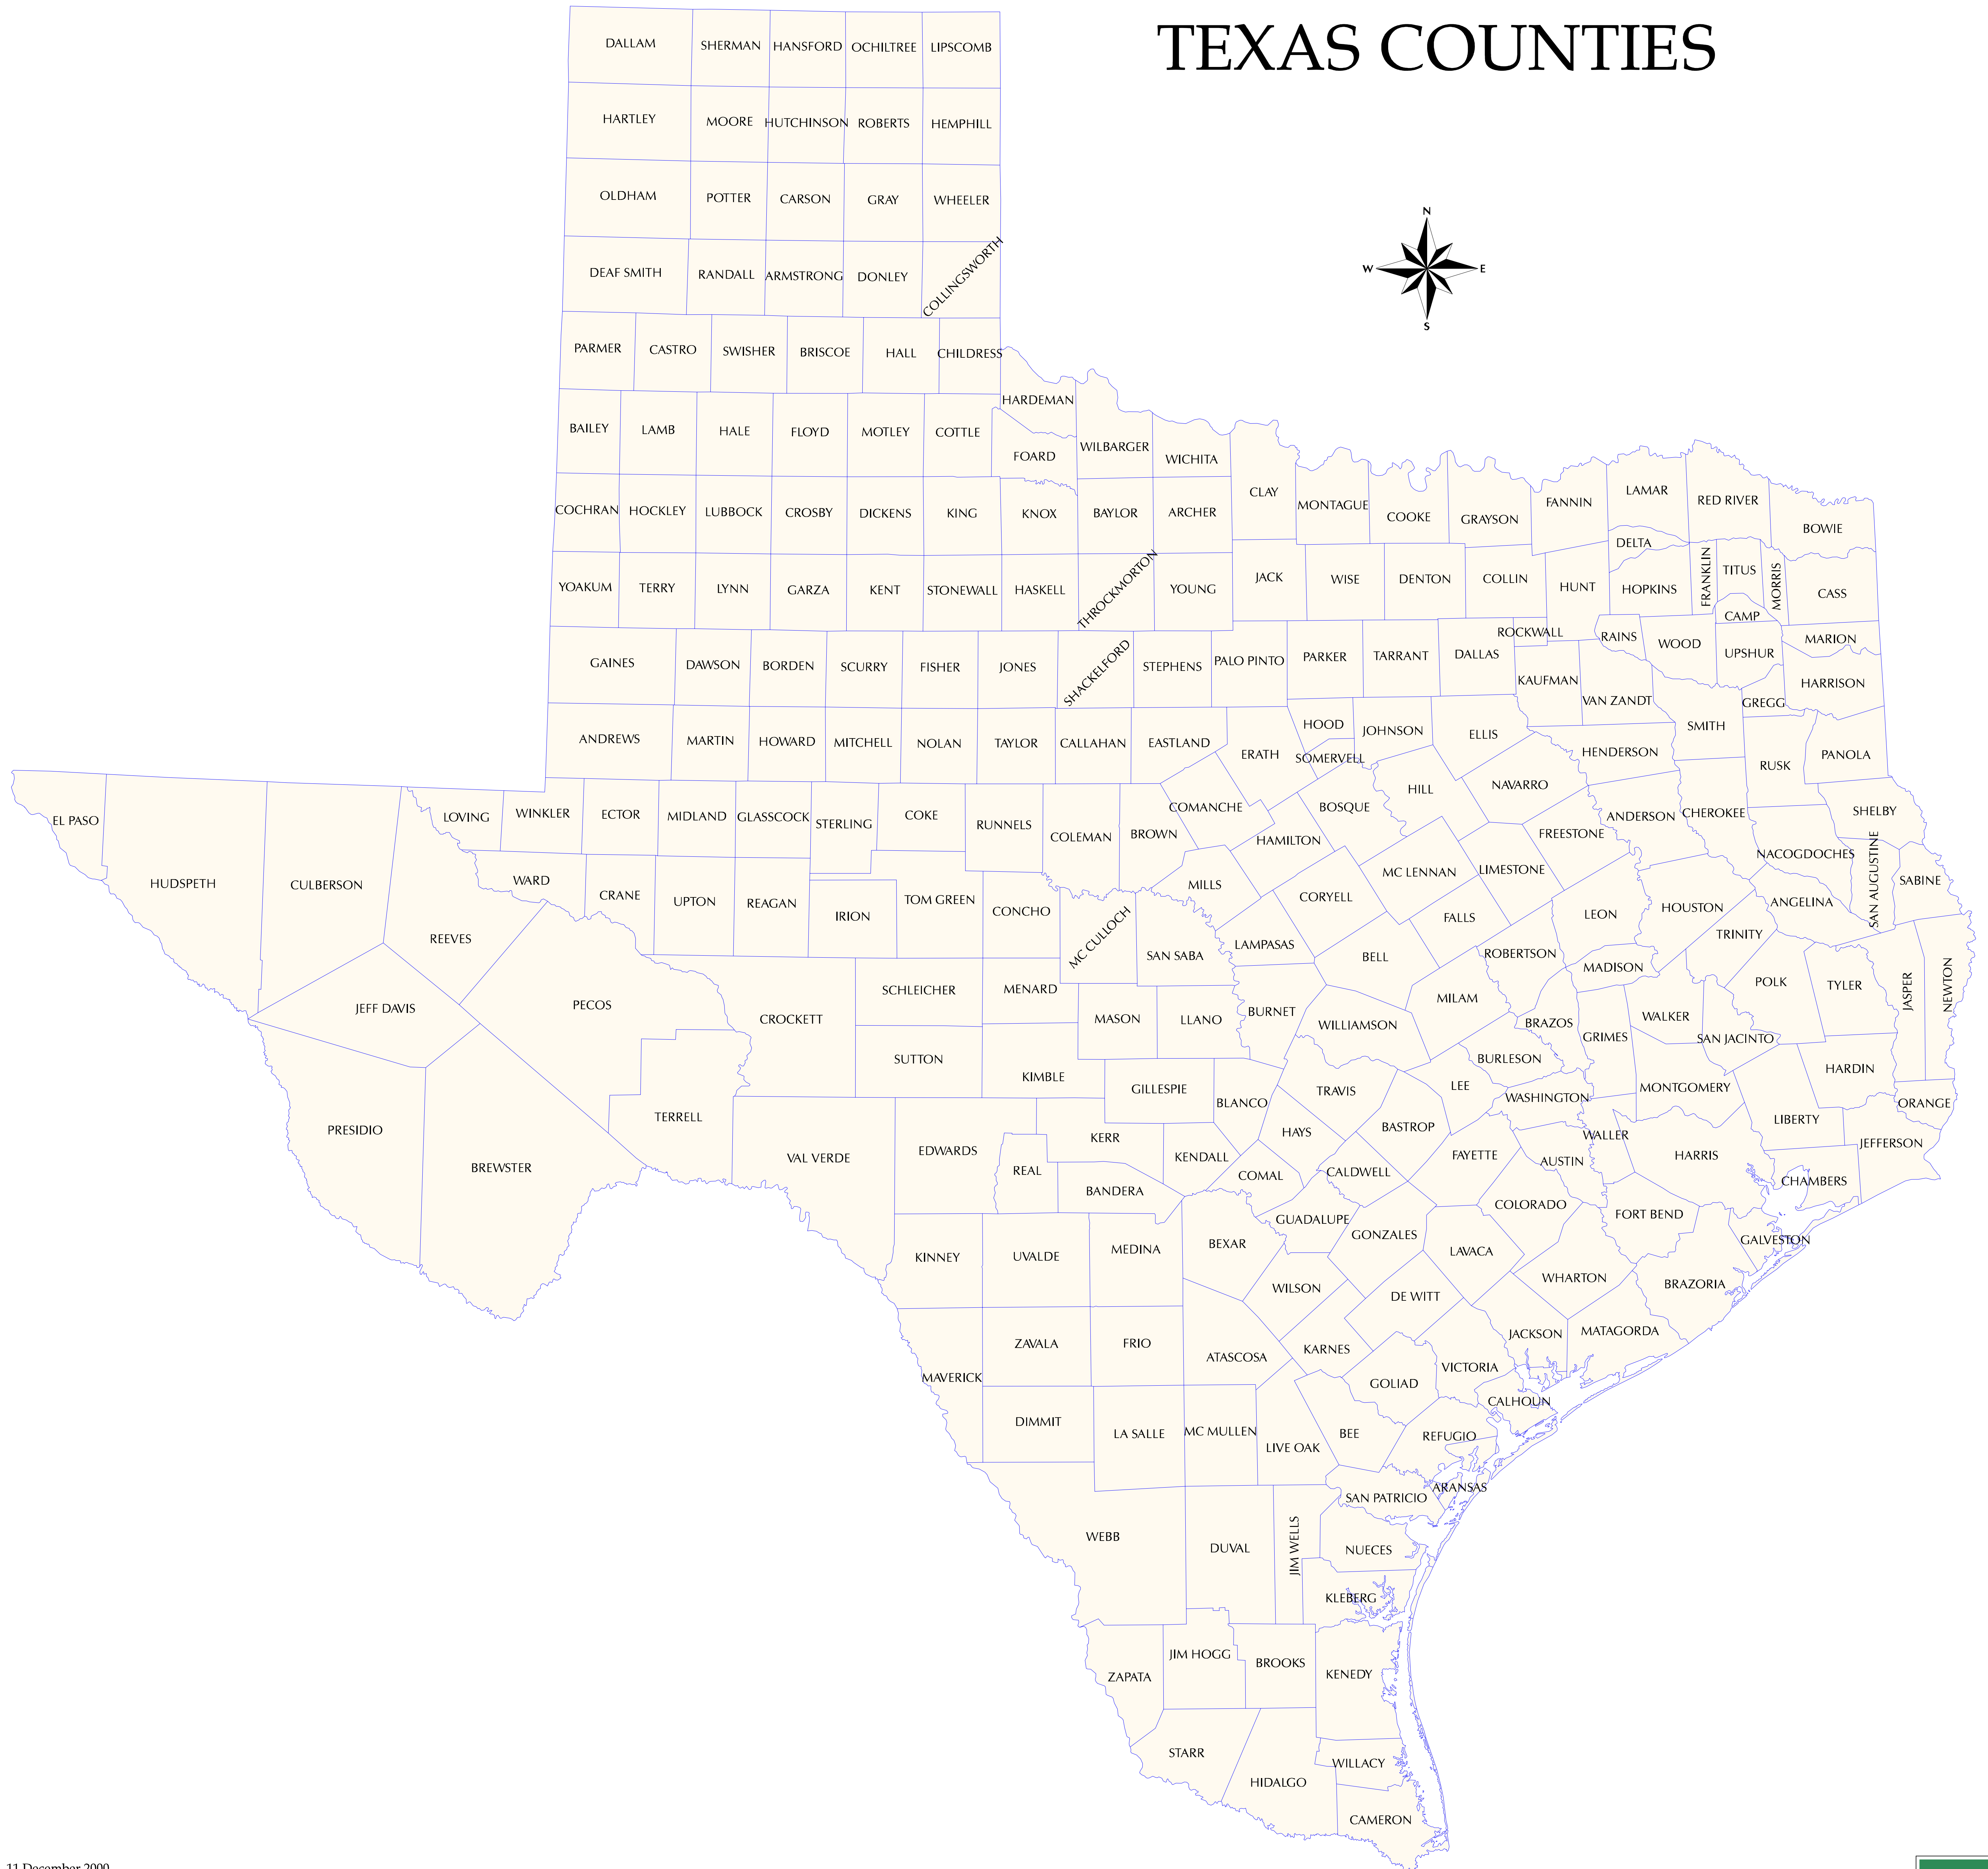 TEXAS COUNTIES
DALLAM SHERMAN HANSFORD OCHILTREE LIPSCOMB
HARTLEY MOORE HUTCHINSON ROBERTS HEMPHILL
OLDHAM POTTER CARSON GRAY WHEELER
N
W E
S
DEAF SMITH RANDALL ARMSTRONG DONLEY COLLINGSWORTH
PARMER CASTRO SWISHER BRISCOE HALL CHILDRESS
HARDEMAN
BAILEY LAMB HALE FLOYD MOTLEY COTTLE FOARD WILBARGER WICHITA
CLAY MONTAGUE COOKE GRAYSON FANNIN LAMAR RED RIVER BOWIE
COCHRAN HOCKLEY LUBBOCK CROSBY DICKENS KING KNOX BAYLOR ARCHER
DELTA FRANKLIN TITUS MORRIS
YOAKUM TERRY LYNN GARZA KENT STONEWALL HASKELL THROCKMORTON YOUNG JACK WISE DENTON COLLIN HUNT HOPKINS CASS
CAMP
ROCKWALL RAINS WOOD UPSHUR MARION
GAINES DAWSON BORDEN SCURRY FISHER JONES SHACKELFORD STEPHENS PALO PINTO PARKER TARRANT DALLAS KAUFMAN VAN ZANDT GREGG HARRISON
ANDREWS MARTIN HOWARD MITCHELL NOLAN TAYLOR CALLAHAN EASTLAND ERATH HOOD SOMERVELL JOHNSON ELLIS HENDERSON SMITH RUSK PANOLA
EL PASO HUDSPETH CULBERSON LOVING WINKLER ECTOR MIDLAND GLASSCOCK STERLING COKE RUNNELS COLEMAN BROWN COMANCHE HAMILTON BOSQUE HILL NAVARRO FREESTONE ANDERSON CHEROKEE NACOGDOCHES SHELBY
REEVES WARD CRANE UPTON REAGAN IRION TOM GREEN CONCHO MC CULLOCH SAN SABA MILLS LAMPASAS CORYELL MC LENNAN LIMESTONE FALLS BELL ROBERTSON LEON HOUSTON ANGELINA SAN AUGUSTINE SABINE
TRINITY MADISON
JEFF DAVIS PECOS CROCKETT SCHLEICHER MENARD MASON LLANO BURNET WILLIAMSON MILAM BRAZOS GRIMES WALKER SAN JACINTO POLK TYLER JASPER NEWTON
SUTTON KIMBLE GILLESPIE BLANCO TRAVIS LEE BURLESON WASHINGTON MONTGOMERY LIBERTY HARDIN ORANGE
PRESIDIO BREWSTER TERRELL VAL VERDE EDWARDS REAL KERR BANDERA KENDALL COMAL HAYS CALDWELL BASTROP FAYETTE AUSTIN WALLER HARRIS CHAMBERS JEFFERSON
KINNEY UVALDE MEDINA BEXAR GUADALUPE GONZALES LAVACA COLORADO FORT BEND GALVESTON
WILSON DE WITT WHARTON BRAZORIA
MAVERICK ZAVALA FRIO ATASCOSA KARNES GOLIAD VICTORIA JACKSON MATAGORDA
DIMMIT LA SALLE MC MULLEN LIVE OAK BEE REFUGIO CALHOUN
WEBB DUVAL JIM WELLS SAN PATRICIO ARANSAS
NUECES
KLEBERG
ZAPATA JIM HOGG BROOKS KENEDY
STARR HIDALGO WILLACY
CAMERON
11 December 2000